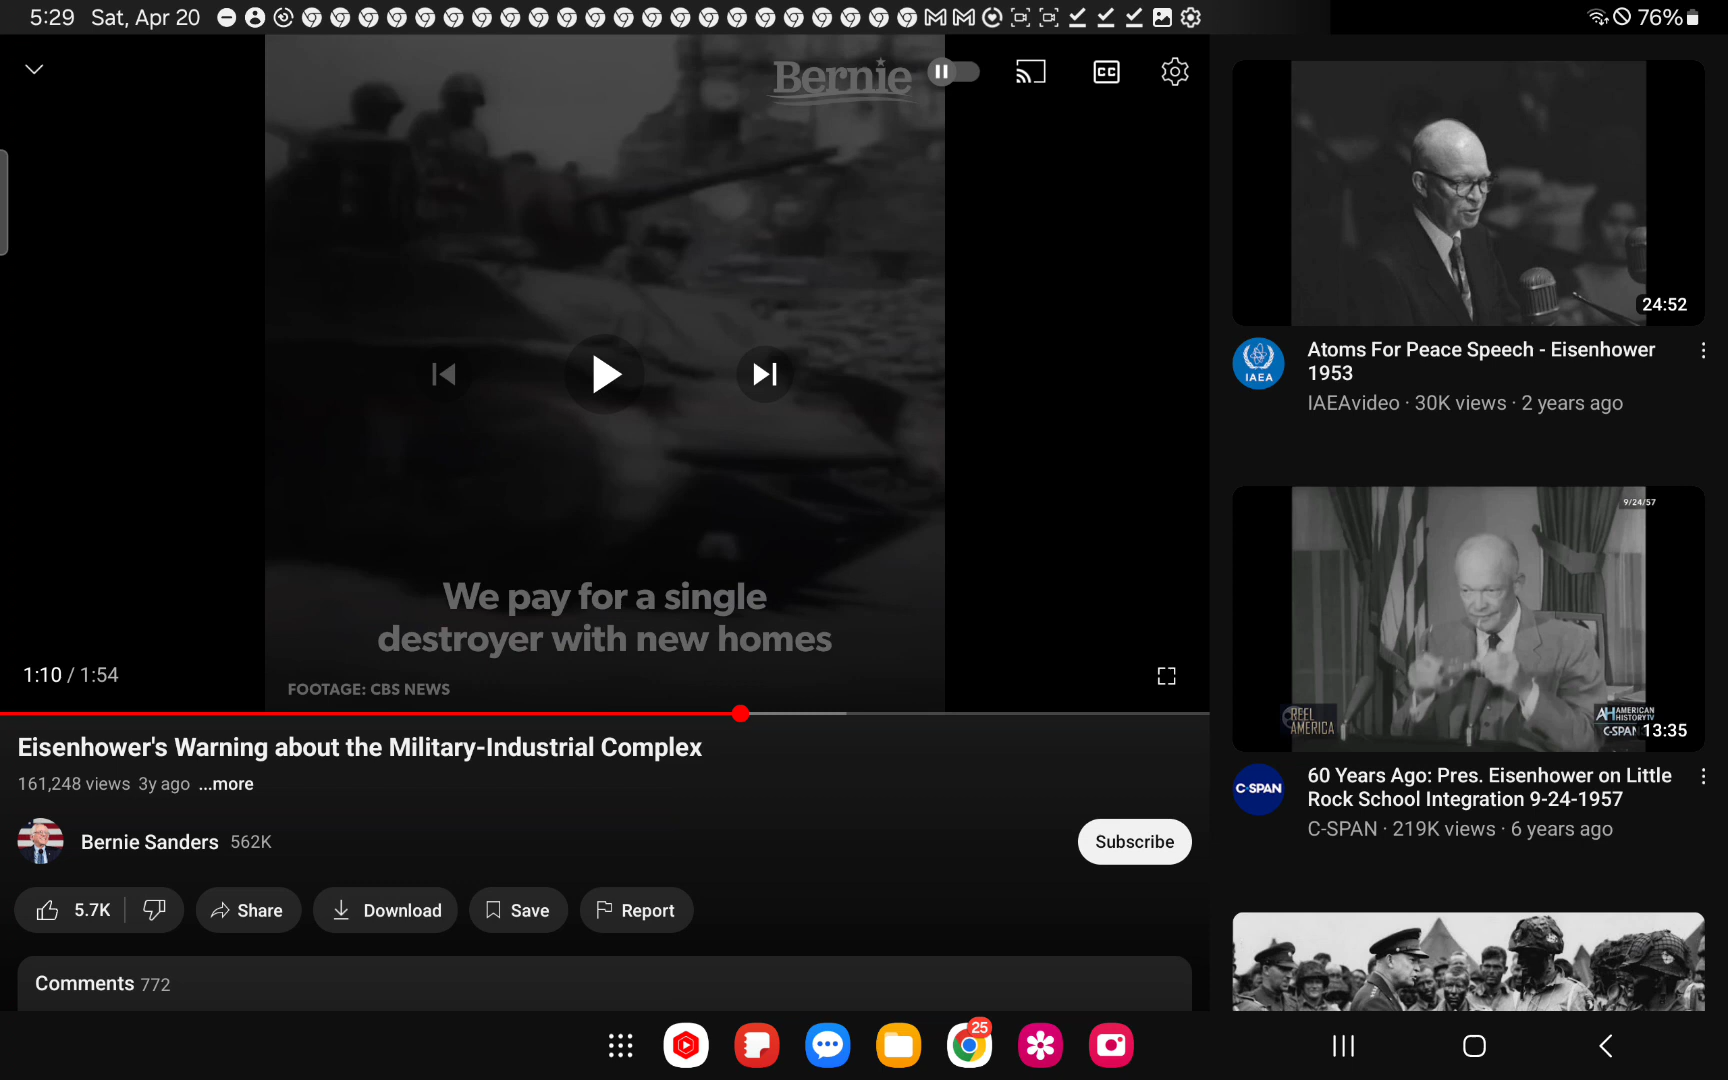 5:29 Sat, Apr 20
76%
Bernie
CC
We pay for a single
destroyer with new homes
1:10 / 1:54
FOOTAGE: CBS NEWS
Eisenhower's Warning about the Military-Industrial Complex
161,248 views 3y ago ...more
Bernie Sanders 562K
Subscribe
5.7K
Share
Download
Save
Report
Comments 772
24:52
IAEA
Atoms For Peace Speech - Eisenhower
1953
IAEAvideo · 30K views · 2 years ago
9/24/57
REEL
AMERICA
AH AMERICAN
HISTORYTV
C-SPAN
13:35
C-SPAN
60 Years Ago: Pres. Eisenhower on Little
Rock School Integration 9-24-1957
C-SPAN · 219K views · 6 years ago
25